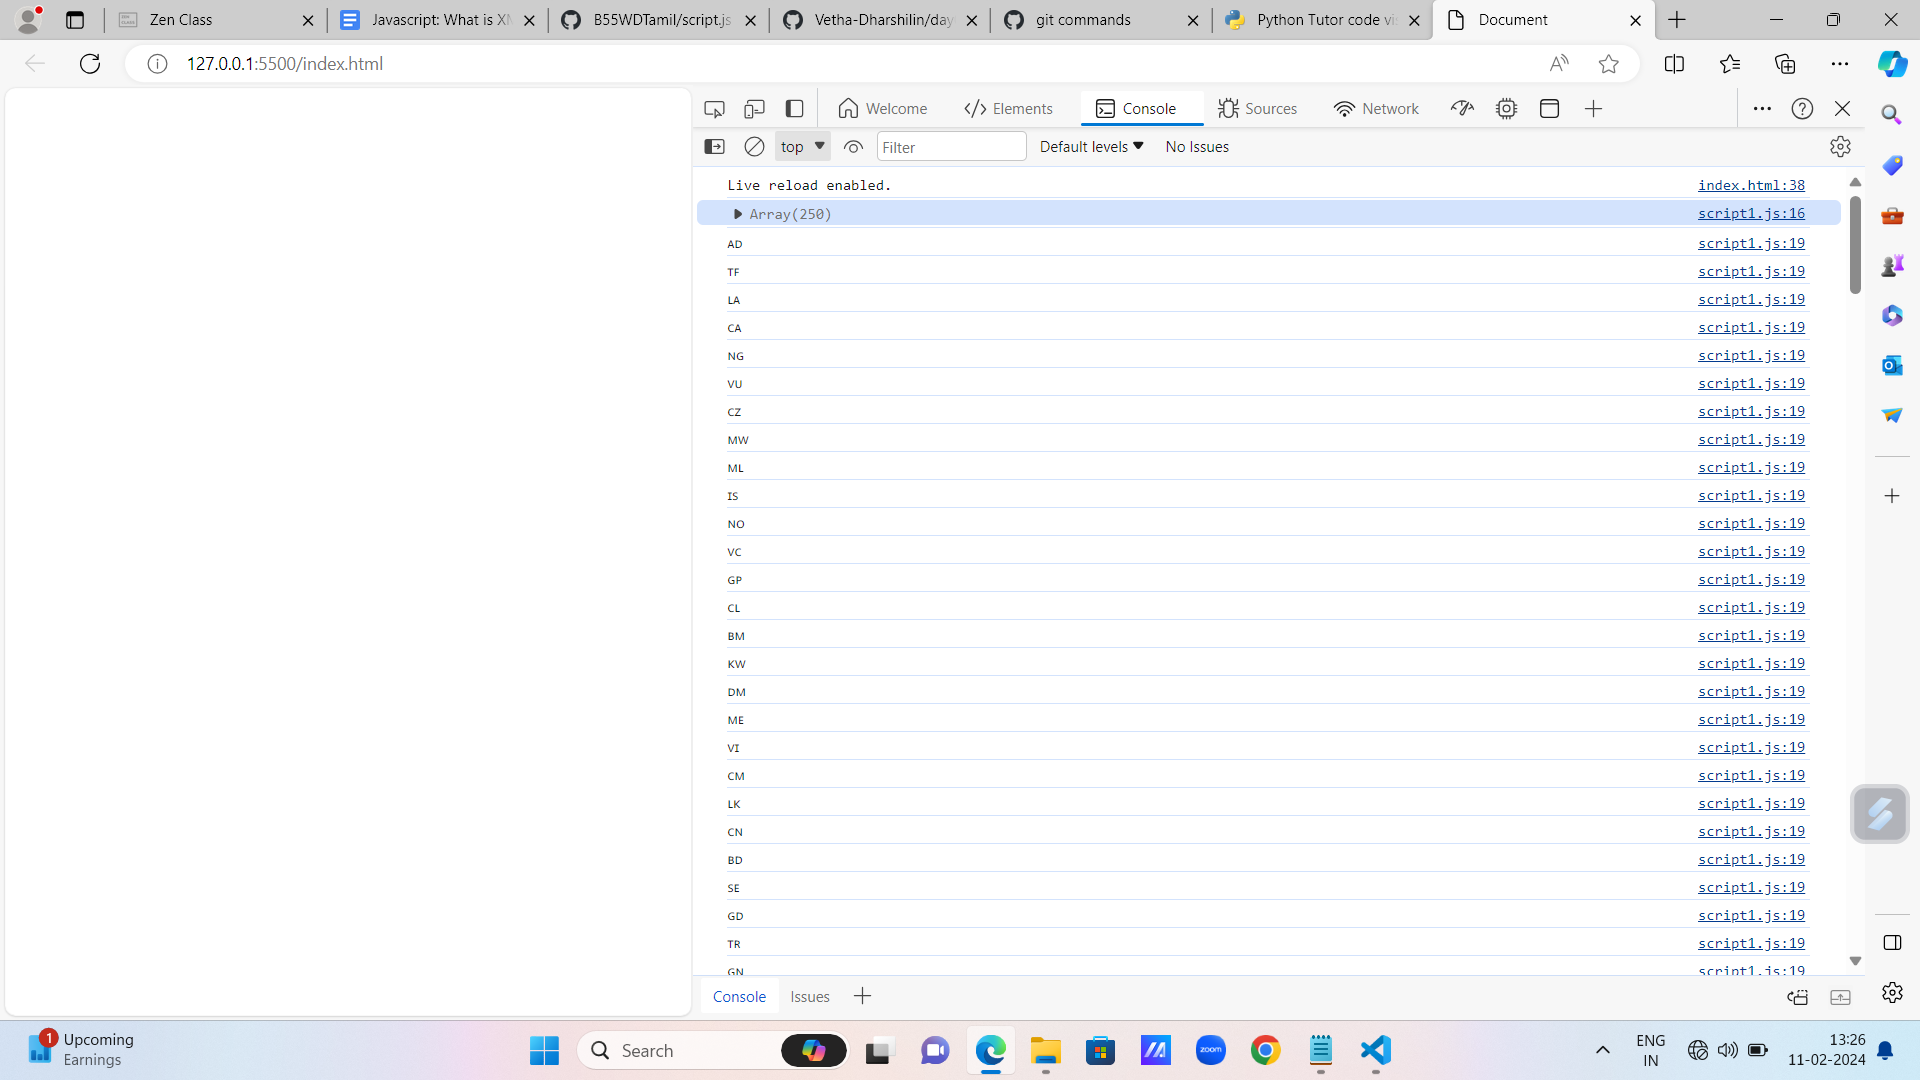 Zen Class
Javascript: What is XM
B55WDTamil/script.js
Vetha-Dharshilin/day
git commands
Python Tutor code vis
Document
127.0.0.1:5500/index.html
Welcome
Elements
Console
Sources
Network
top
Filter
Default levels
No Issues
Live reload enabled. index.html:38
Array(250) script1.js:16
AD script1.js:19
TF script1.js:19
LA script1.js:19
CA script1.js:19
NG script1.js:19
VU script1.js:19
CZ script1.js:19
MW script1.js:19
ML script1.js:19
IS script1.js:19
NO script1.js:19
VC script1.js:19
GP script1.js:19
CL script1.js:19
BM script1.js:19
KW script1.js:19
DM script1.js:19
ME script1.js:19
VI script1.js:19
CM script1.js:19
LK script1.js:19
CN script1.js:19
BD script1.js:19
SE script1.js:19
GD script1.js:19
TR script1.js:19
GN script1.js:19
Console
Issues
1
Upcoming
Earnings
Search
zoom
ENG
IN
13:26
11-02-2024